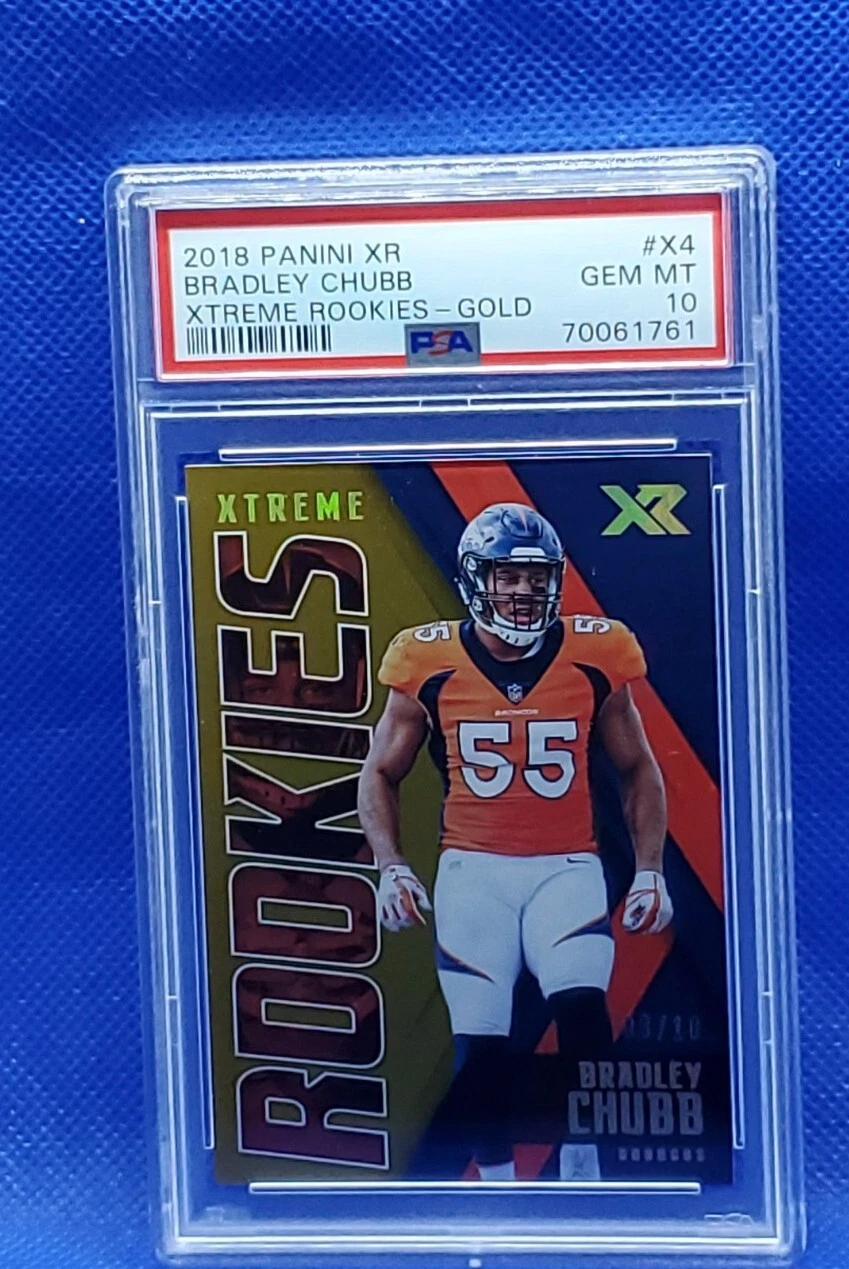 2018 PANINI XR #X4
BRADLEY CHUBB GEM MT
XTREME ROOKIES - GOLD 10
70061761
PSA
XTREME
XR
ROOKIES
55
55
BRONCOS
55
BRADLEY
CHUBB
BRONCOS